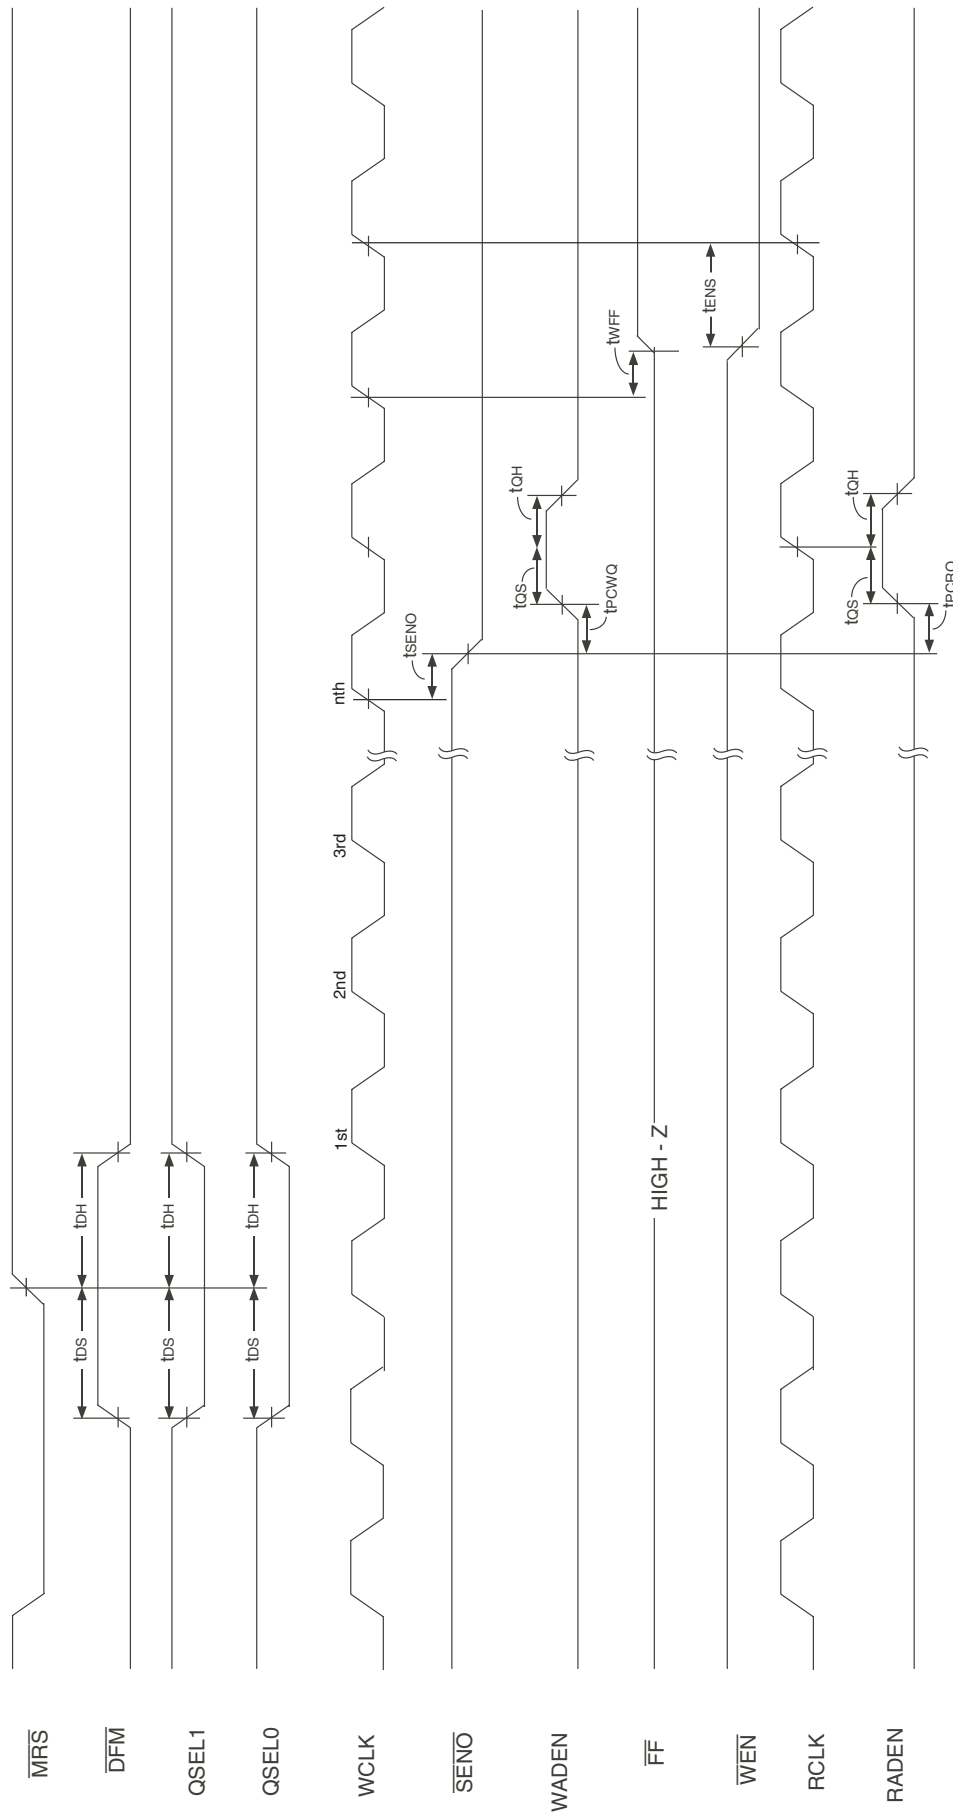 MRS
tDS tDH
DFM
tDS tDH
QSEL1
tDS tDH
QSEL0
1st 2nd 3rd nth
WCLK
tSENO
SENO
tQS tQH
WADEN
tPCWQ
tWFF
FF HIGH - Z
tENS
WEN
RCLK
tQS tQH
RADEN